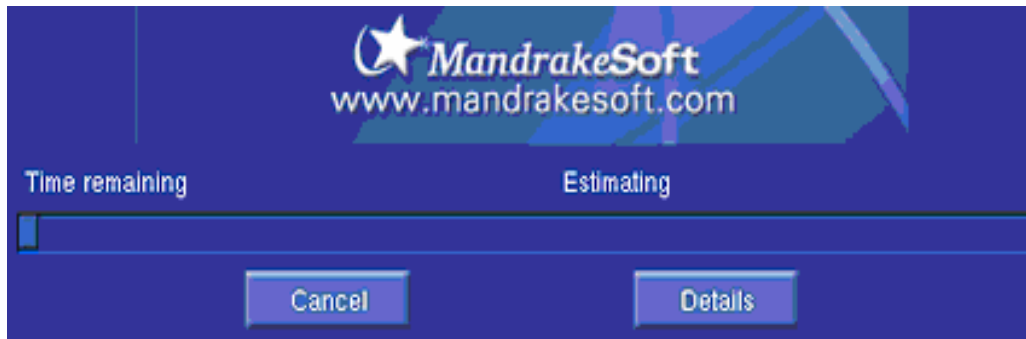 MandrakeSoft
www.mandrakesoft.com
Time remaining Estimating
Cancel Details